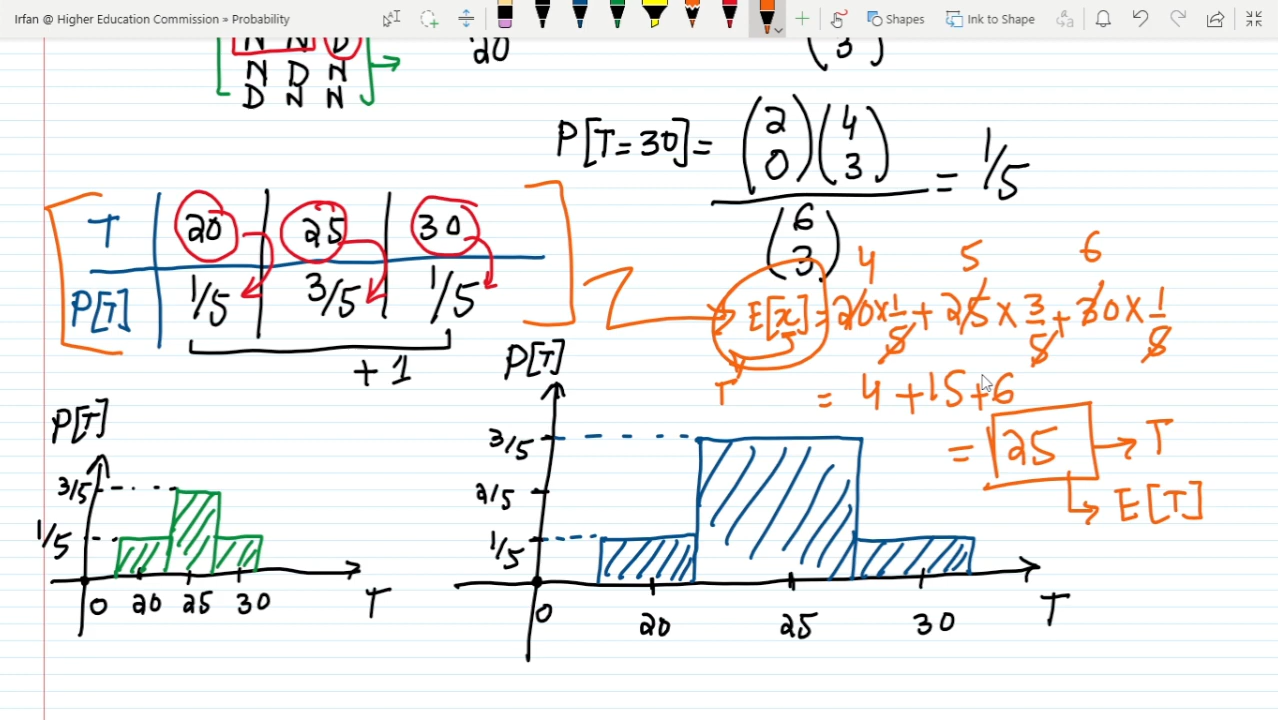 Irfan @ Higher Education Commission » Probability
Shapes Ink to Share
N N D
N D N
D N N
20
3
P[T=30] = (2 0)(4 3) / (6 3) = 1/5
T 20 25 30
P[T] 1/5 3/5 1/5
+1
4 5 6
E[x] = 20×1/5 + 25×3/5 + 30×1/5
T
= 4+15+6
= 25 → T
E[T]
P[T]
3/5
1/5
0 20 25 30 T
P[T]
3/5
2/5
1/5
0 20 25 30 T